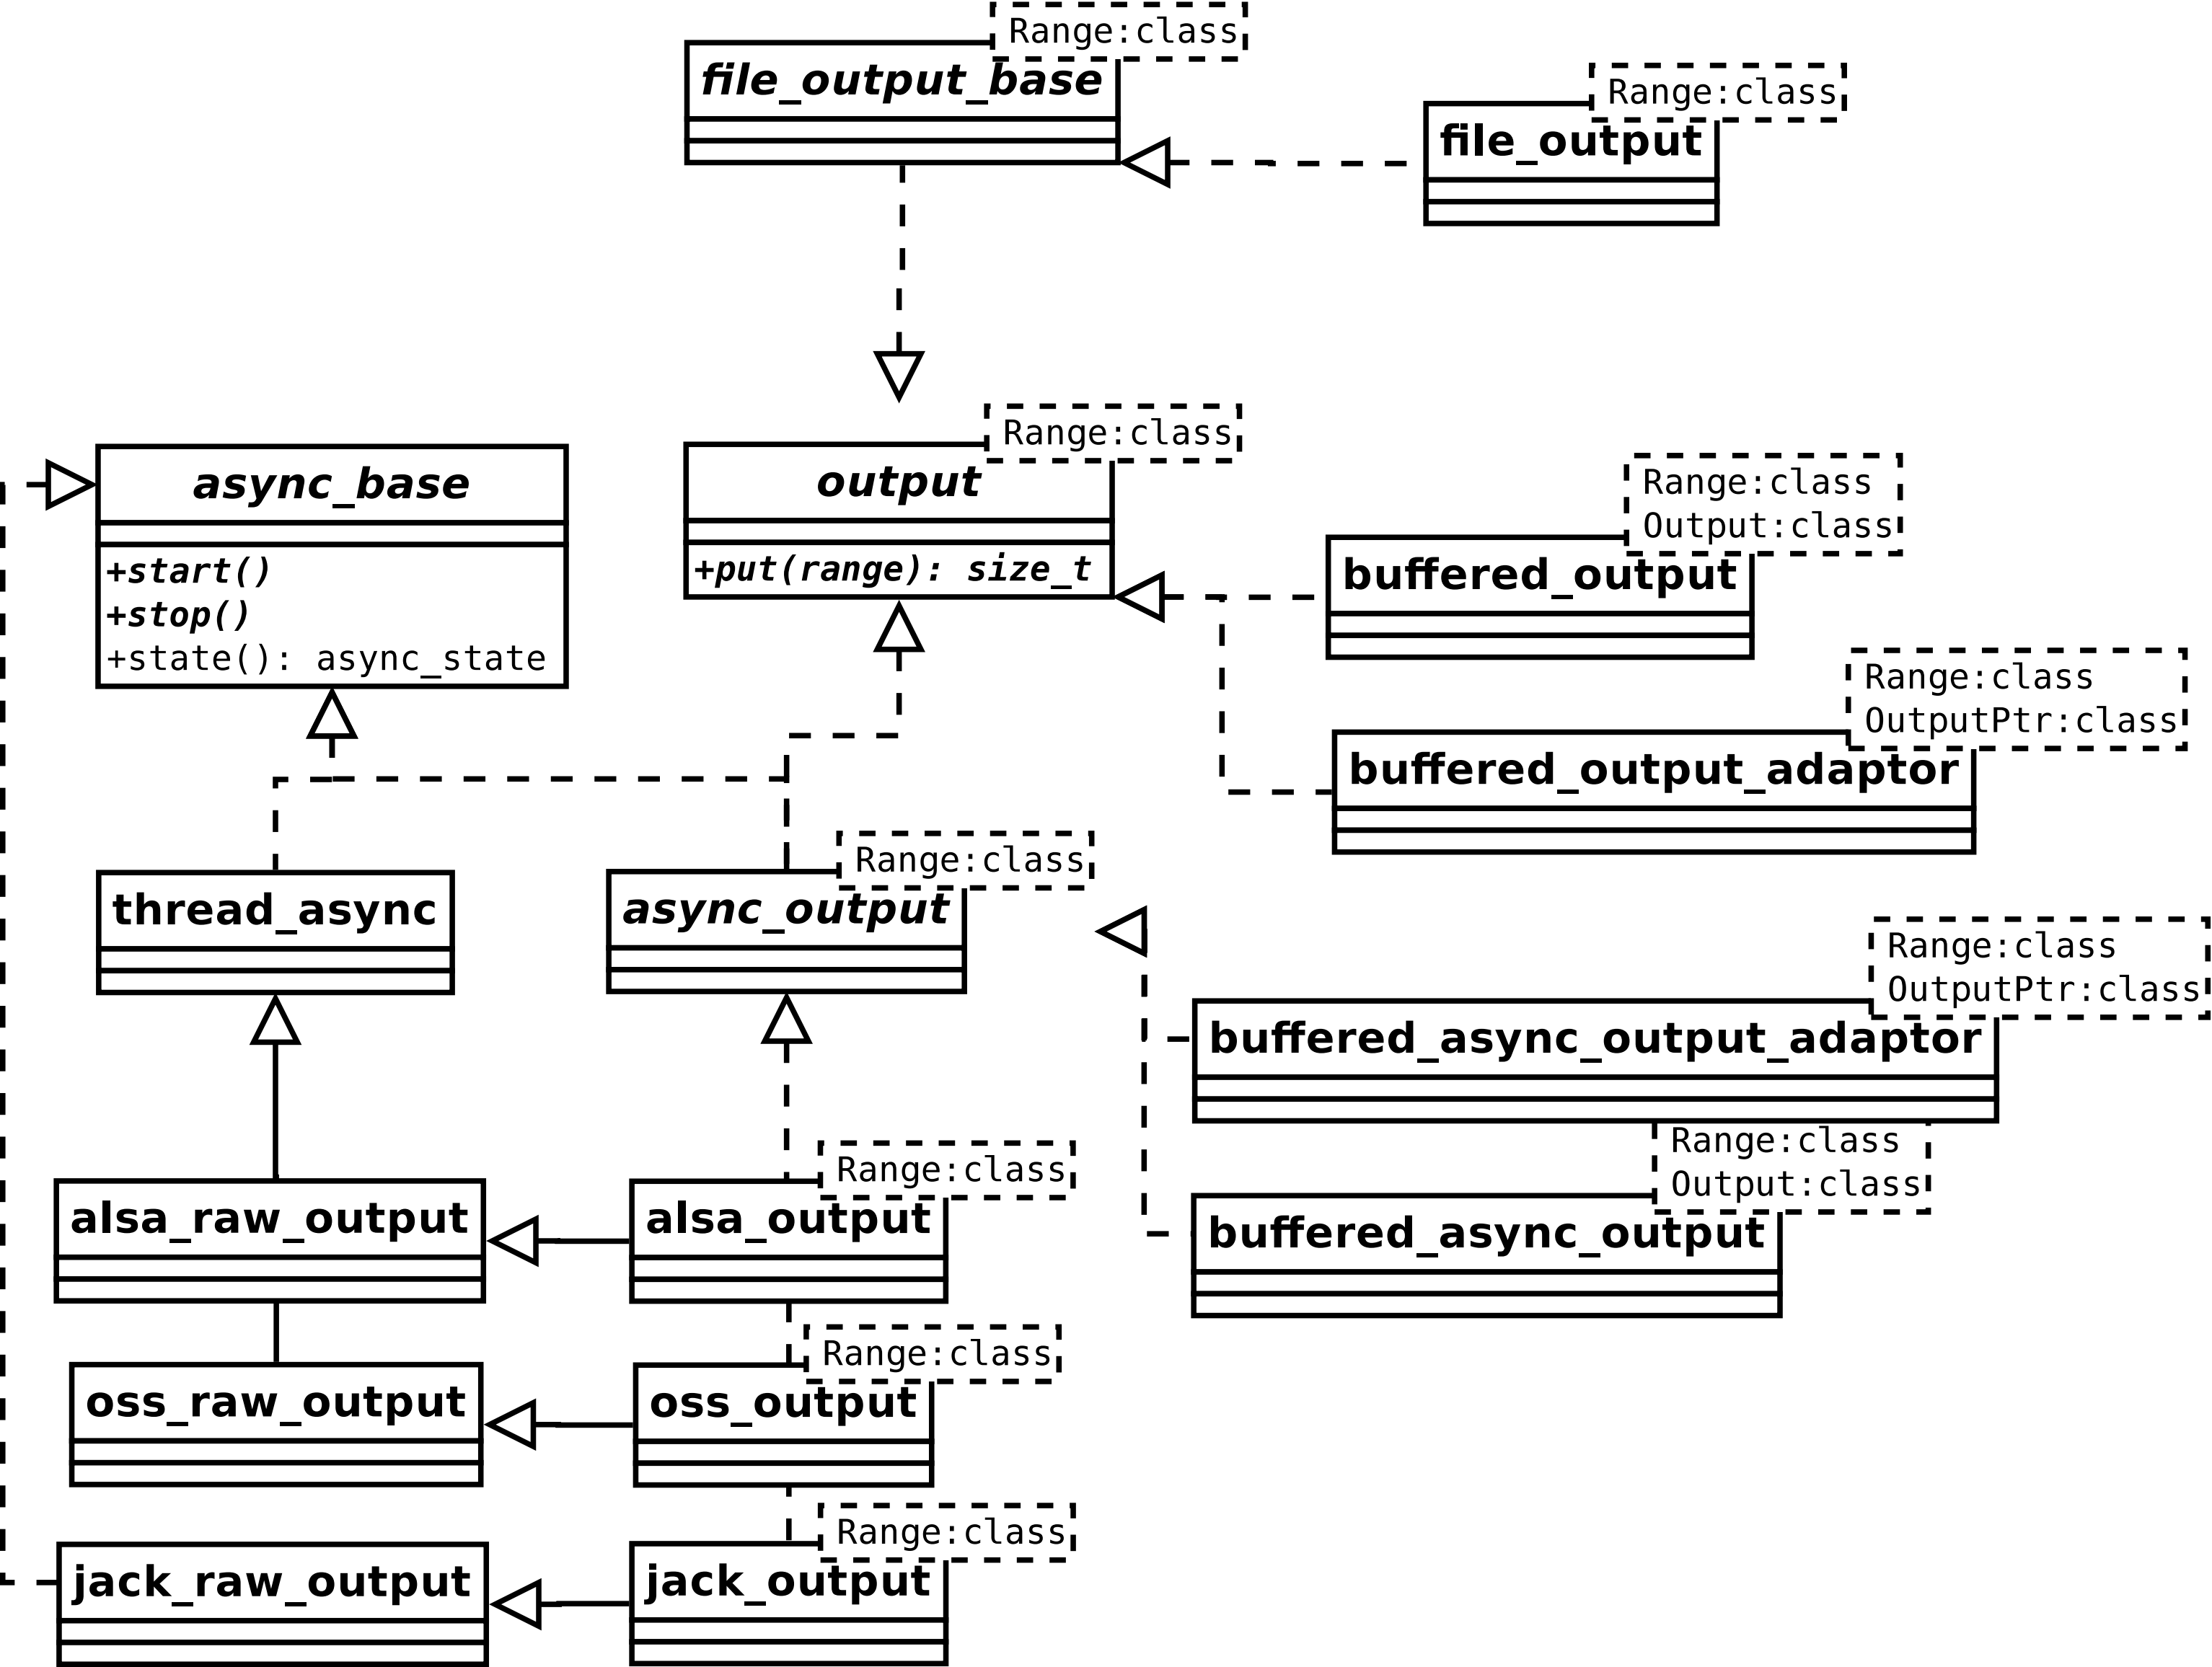 Range:class
file_output_base
Range:class
file_output
Range:class
output
+put(range): size_t
async_base
+start()
+stop()
+state(): async_state
Range:class
Output:class
buffered_output
Range:class
OutputPtr:class
buffered_output_adaptor
thread_async
Range:class
async_output
Range:class
OutputPtr:class
buffered_async_output_adaptor
Range:class
Output:class
buffered_async_output
alsa_raw_output
Range:class
alsa_output
oss_raw_output
Range:class
oss_output
jack_raw_output
Range:class
jack_output